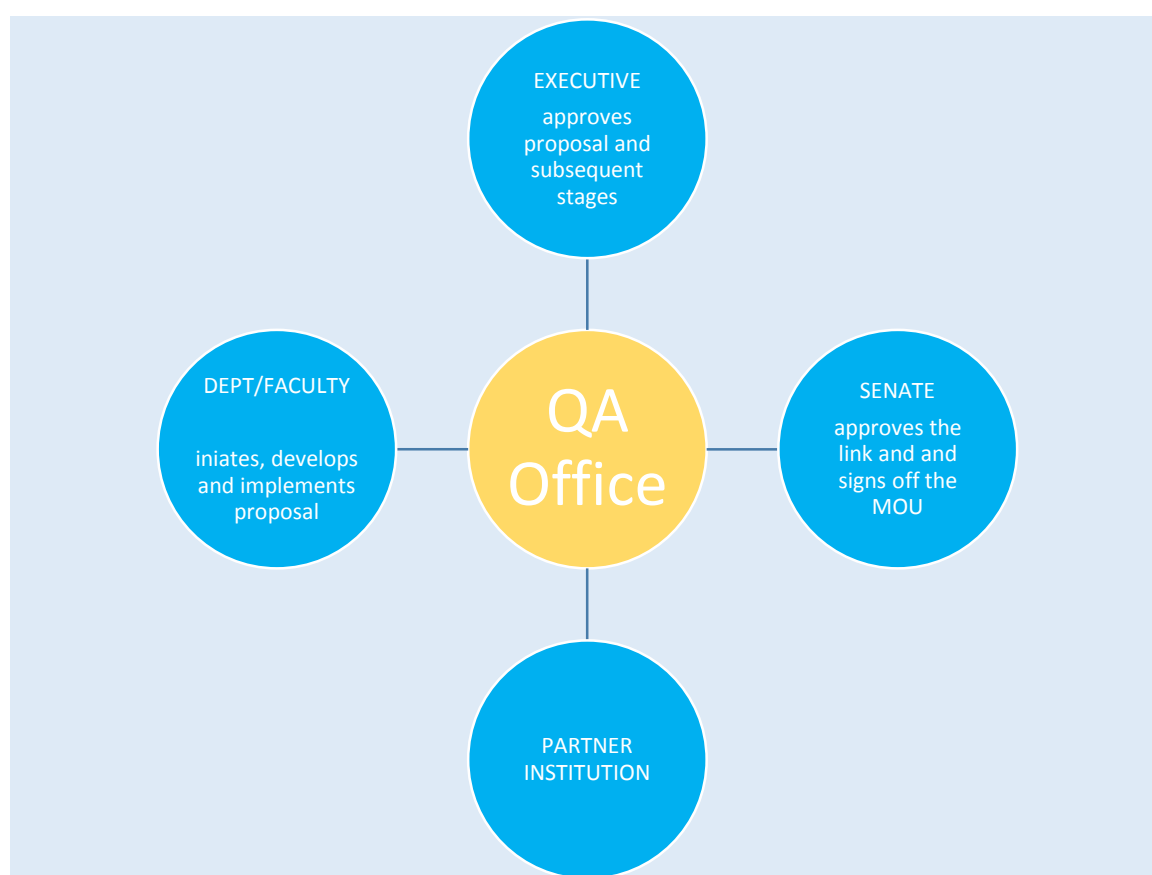 EXECUTIVE
approves
proposal and
subsequent
stages
DEPT/FACULTY
iniates, develops
and implements
proposal
QA
Office
SENATE
approves the
link and and
signs off the
MOU
PARTNER
INSTITUTION